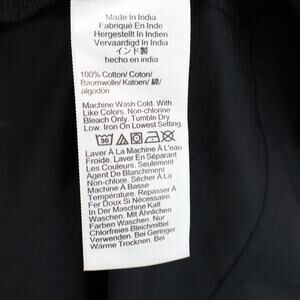 Made In India
Fabriqué En Inde
Hergestellt In Indien
Vervaardigd In India
インド製
hecho en india
100% Cotton/ Coton/
Baumwolle/ Katoen/ 綿/
algodón
Machine Wash Cold. With
Like Colors. Non-chlorine
Bleach Only. Tumble Dry
Low. Iron On Lowest Setting
30
Laver À La Machine À L'eau
Froide. Laver En Séparant
Les Couleurs. Seulement
Agent De Blanchiment
Non-chlore. Sécher À La
Machine À Basse
Température. Repasser À
Fer Doux Si Nécessaire.
In Der Maschine Kalt
Waschen. Mit Ähnlichen
Farben Waschen. Nur
Chlorfreies Bleichmittel
Verwenden. Bei Geringer
Wärme Trocknen. Bei